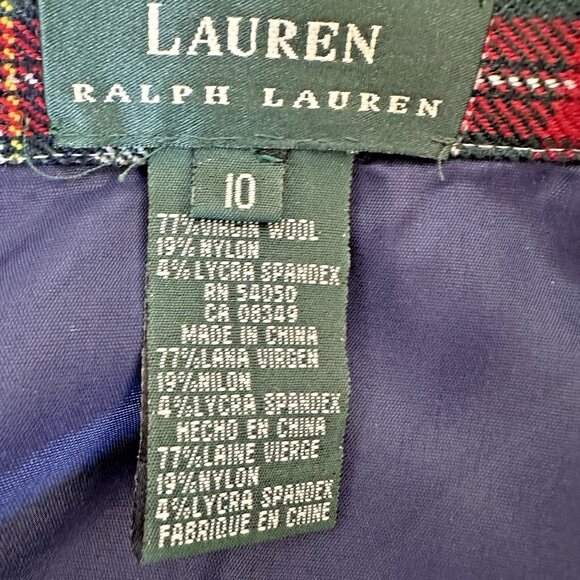 LAUREN
RALPH LAUREN
10
77% VIRGIN WOOL
19% NYLON
4% LYCRA SPANDEX
RN 54050
CA 08349
MADE IN CHINA
77% LANA VIRGEN
19% NILON
4% LYCRA SPANDEX
HECHO EN CHINA
77% LAINE VIERGE
19% NYLON
4% LYCRA SPANDEX
FABRIQUE EN CHINE